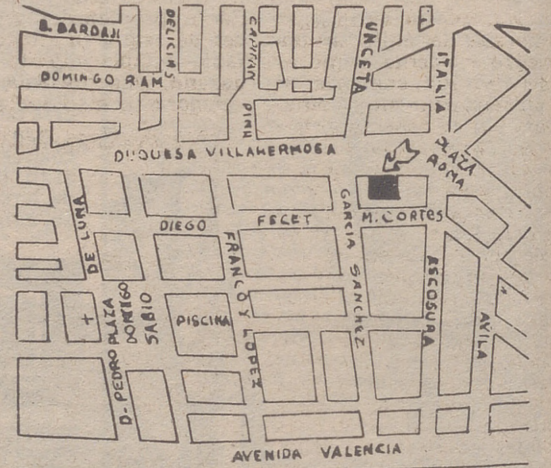 B. BARDAJI
DELICIAS
CAPITAN
UNCETA
ITALIA
DOMINGO RAM
PINA
DUQUESA VILLAHERMOSA
PLAZA
ROMA
DE LUNA
DIEGO
FECET
GARCIA SANCHEZ
M. CORTES
FRANCO Y LOPEZ
ESCOSURA
AVILA
PLAZA
DOMINGO
SABIO
PISCINA
D. PEDRO
AVENIDA VALENCIA